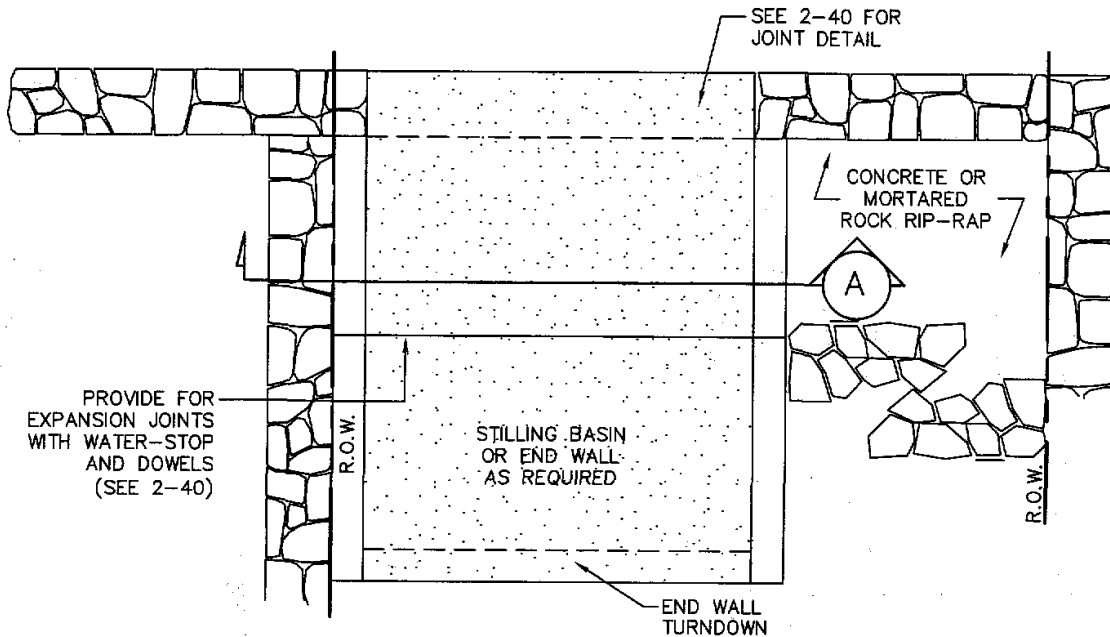 SEE 2-40 FOR
JOINT DETAIL
CONCRETE OR
MORTARED
ROCK RIP-RAP
A
PROVIDE FOR
EXPANSION JOINTS
WITH WATER-STOP
AND DOWELS
(SEE 2-40)
R.O.W.
STILLING BASIN
OR END WALL
AS REQUIRED
R.O.W.
END WALL
TURNDOWN